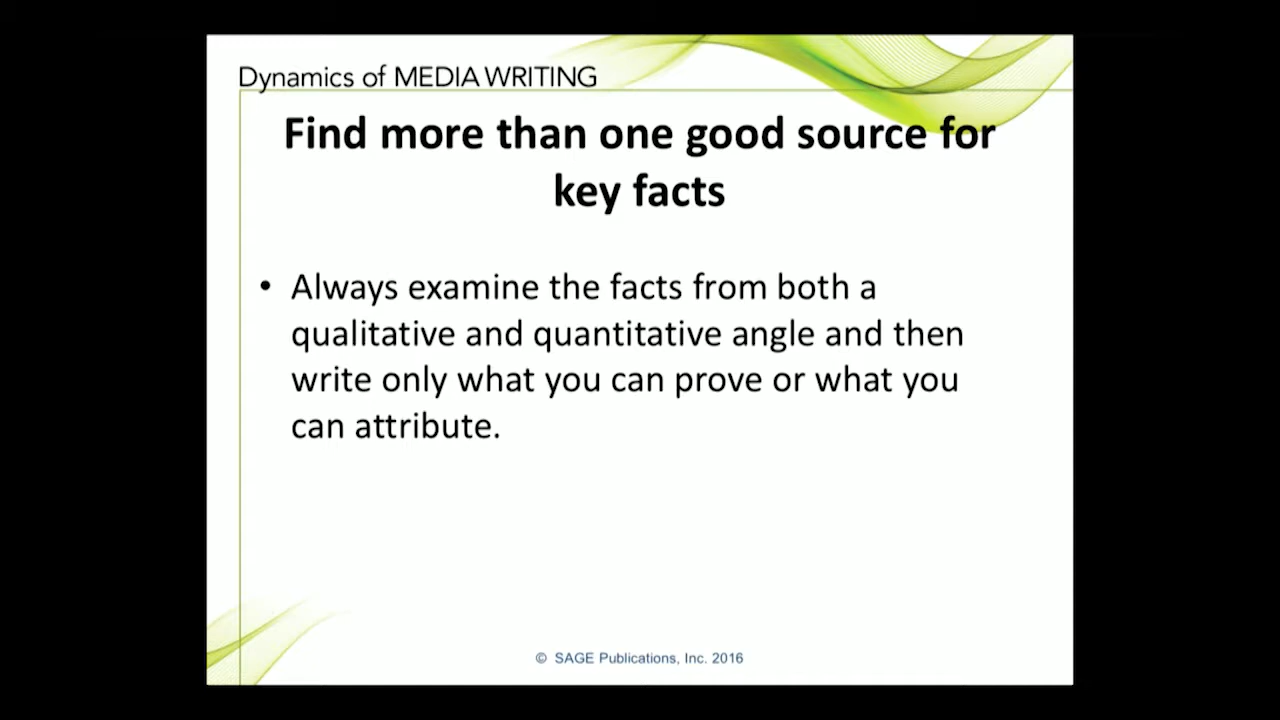 Dynamics of MEDIA WRITING
Find more than one good source for
key facts
• Always examine the facts from both a
qualitative and quantitative angle and then
write only what you can prove or what you
can attribute.
© SAGE Publications, Inc. 2016